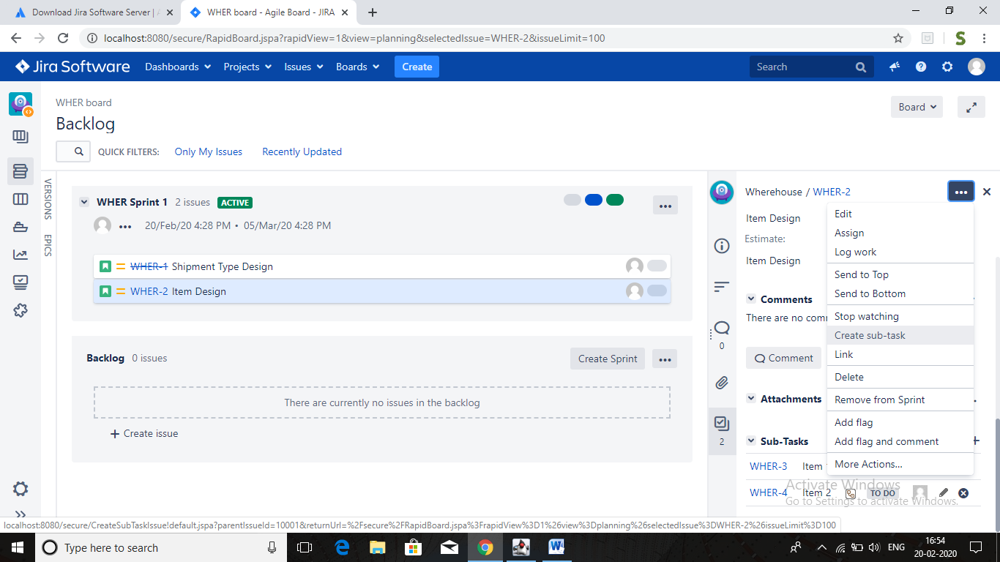 Download Jira Software Server | A
WHER board - Agile Board - JIRA
localhost:8080/secure/RapidBoard.jspa?rapidView=1&view=planning&selectedIssue=WHER-2&issueLimit=100
Jira Software
Dashboards
Projects
Issues
Boards
Create
Search
WHER board
Board
Backlog
QUICK FILTERS:
Only My Issues
Recently Updated
VERSIONS
EPICS
WHER Sprint 1
2 issues
ACTIVE
20/Feb/20 4:28 PM • 05/Mar/20 4:28 PM
WHER-1 Shipment Type Design
WHER-2 Item Design
Backlog
0 issues
Create Sprint
There are currently no issues in the backlog
+ Create issue
Wherehouse / WHER-2
Item Design
Estimate:
Item Design
Comments
There are no com
0
Comment
Attachments
2
Sub-Tasks
WHER-3 Item
WHER-4 Item 2
TO DO
Edit
Assign
Log work
Send to Top
Send to Bottom
Stop watching
Create sub-task
Link
Delete
Remove from Sprint
Add flag
Add flag and comment
More Actions...
Activate Windows
Go to Settings to activate Windows.
localhost:8080/secure/CreateSubTaskIssue!default.jspa?parentIssueId=10001&returnUrl=%2Fsecure%2FRapidBoard.jspa%3FrapidView%3D1%26view%3Dplanning%26selectedIssue%3DWHER-2%26issueLimit%3D100
Type here to search
ENG
16:54
20-02-2020